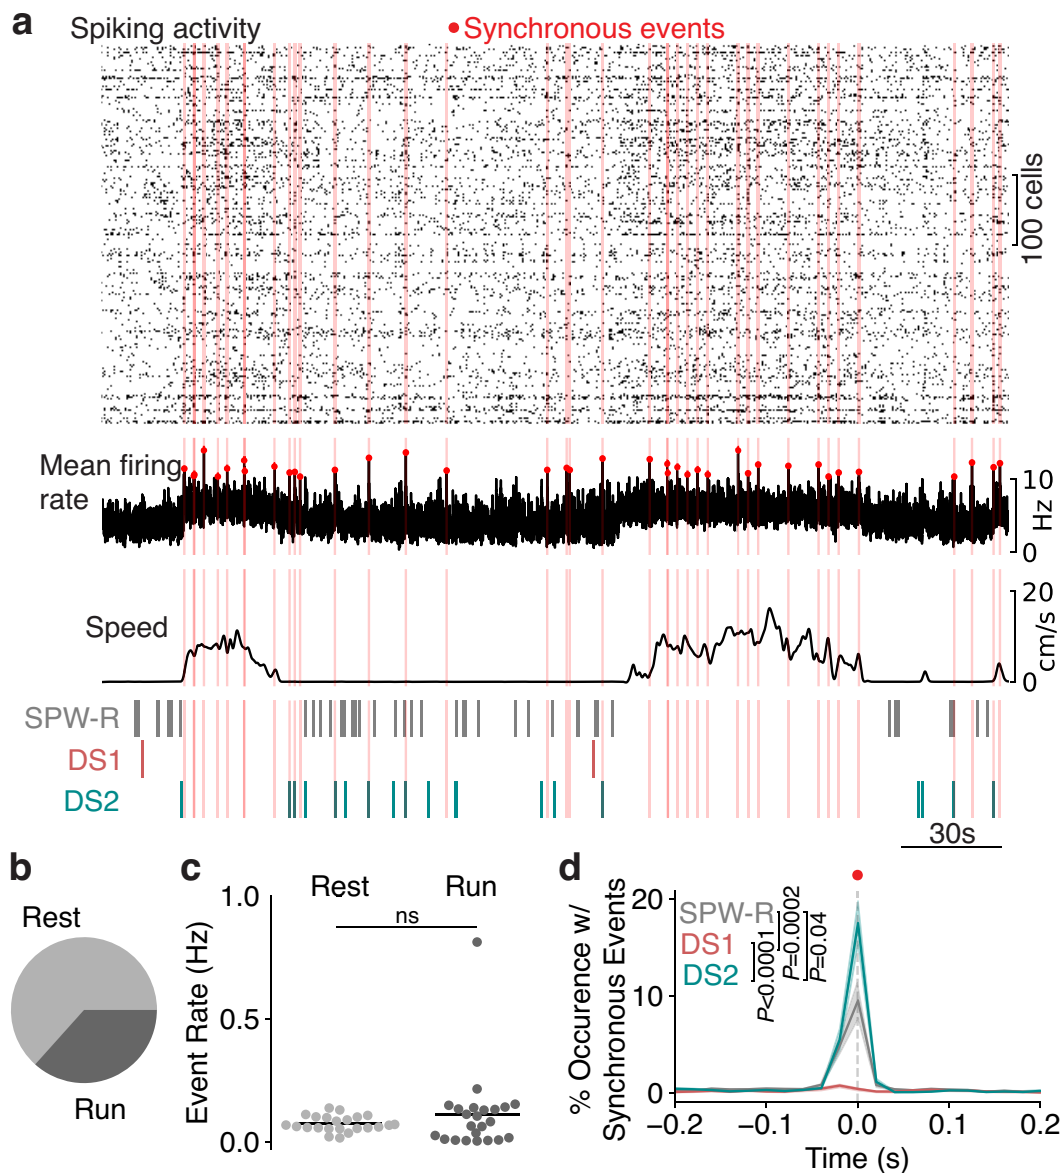 a
Spiking activity
Synchronous events
100 cells
Mean firing
rate
10
Hz
0
Speed
20
cm/s
0
SPW-R
DS1
DS2
30s
b
Rest
Run
c
Rest
Run
ns
Event Rate (Hz)
1.0
0.5
0.0
d
% Occurence w/
Synchronous Events
20
10
0
SPW-R
DS1
DS2
P<0.0001
P=0.0002
P=0.04
−0.2
−0.1
0.0
0.1
0.2
Time (s)